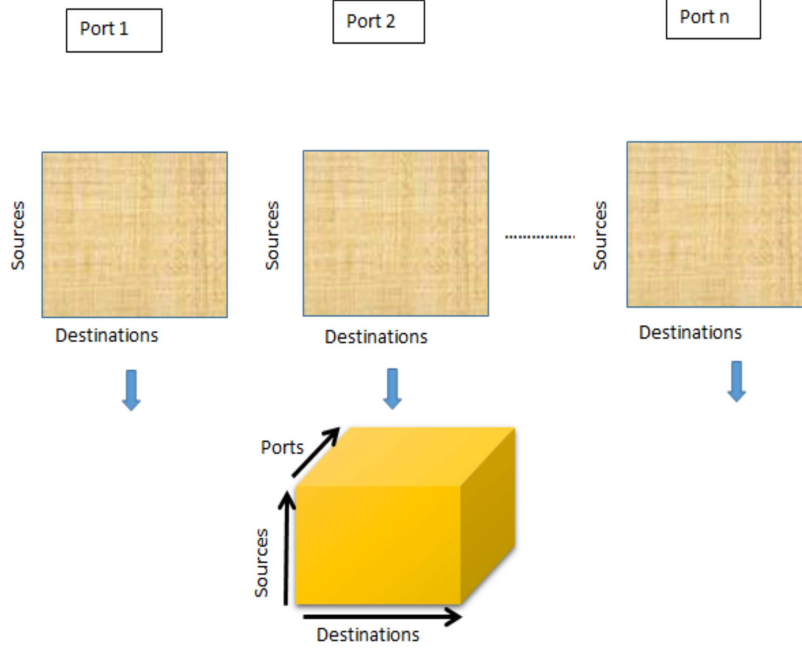 Port 1
Port 2
Port n
Sources
Sources
Sources
Destinations
Destinations
Destinations
Ports
Sources
Destinations